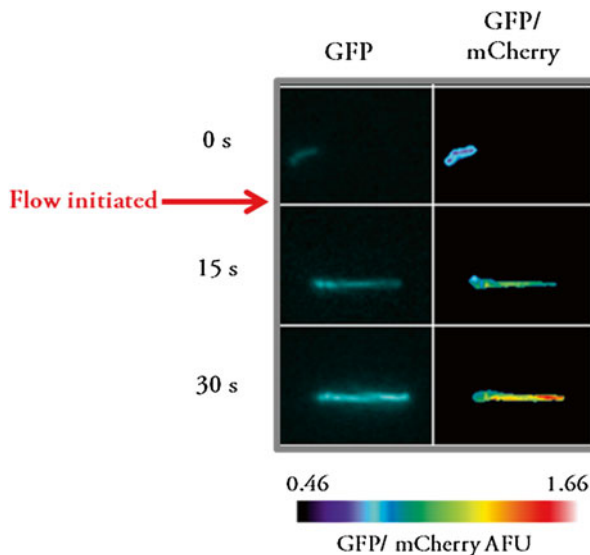 GFP
GFP/
mCherry
0 s
Flow initiated
15 s
30 s
0.46
1.66
GFP/ mCherry AFU